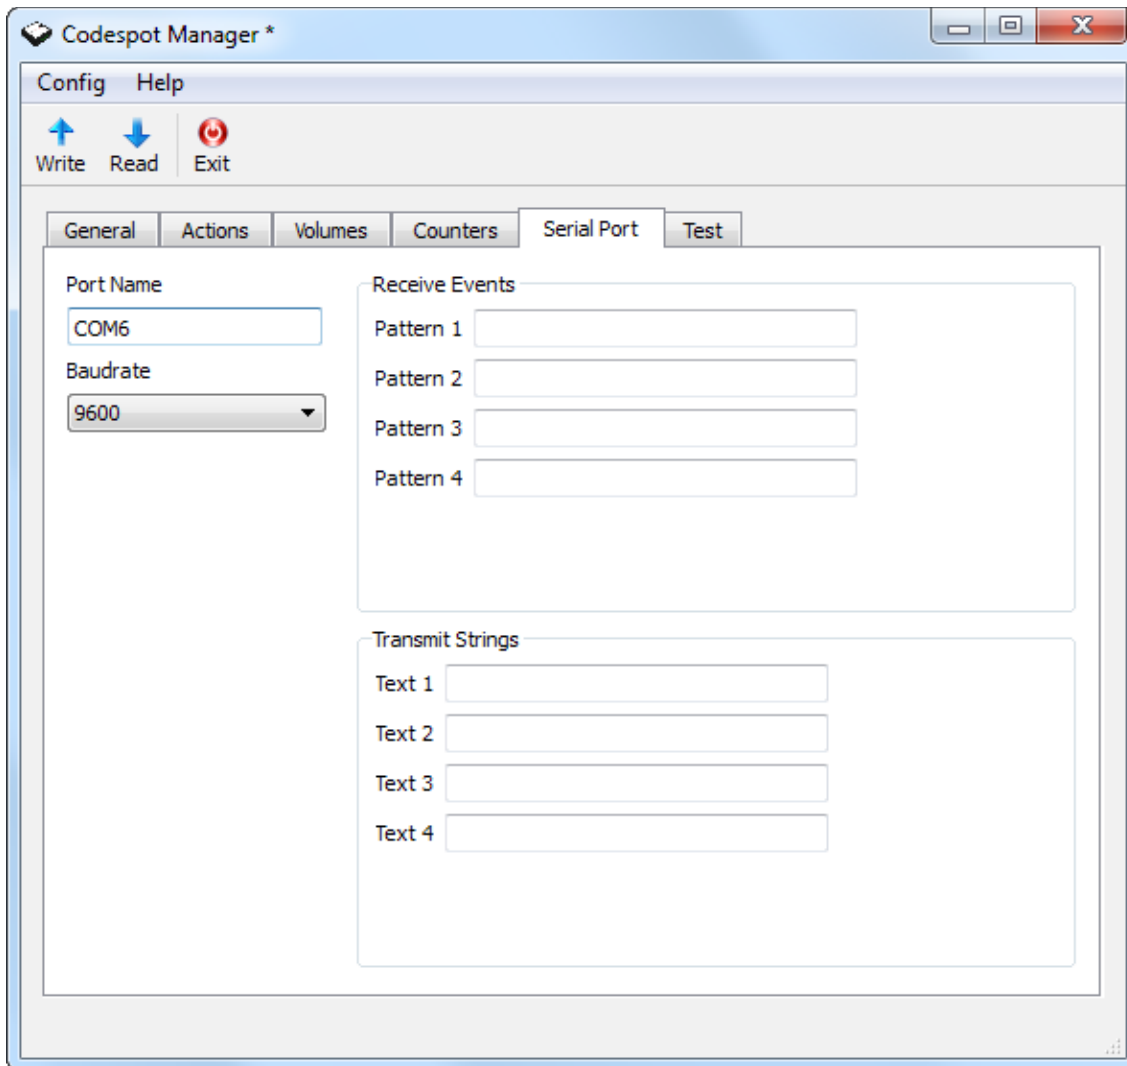 Codespot Manager *
Config Help
Write Read Exit
General Actions Volumes Counters Serial Port Test
Port Name
COM6
Baudrate
9600
Receive Events
Pattern 1
Pattern 2
Pattern 3
Pattern 4
Transmit Strings
Text 1
Text 2
Text 3
Text 4